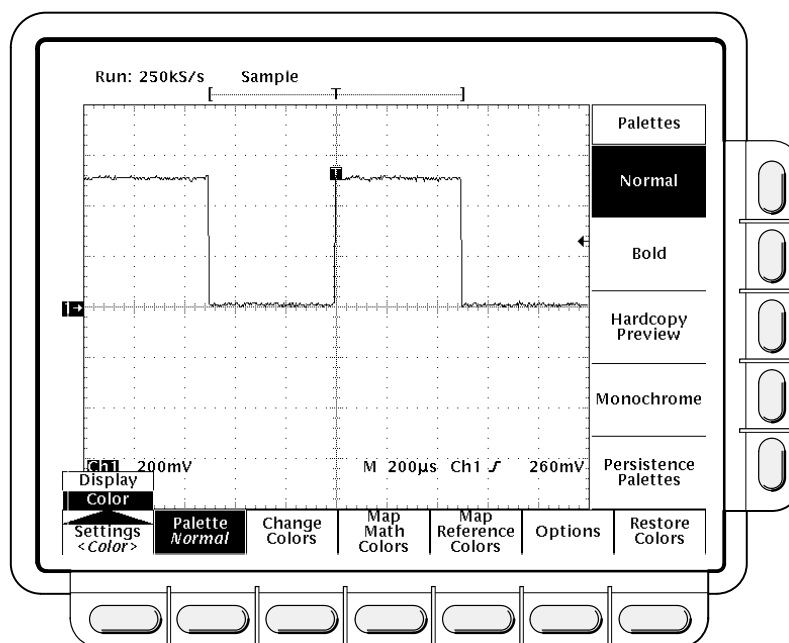 Run: 250kS/s Sample
[ T ]
T
1→
Ch1 200mV M 200µs Ch1 ƒ 260mV
Palettes
Normal
Bold
Hardcopy
Preview
Monochrome
Persistence
Palettes
Display
Color
Settings
<Color>
Palette
Normal
Change
Colors
Map
Math
Colors
Map
Reference
Colors
Options
Restore
Colors